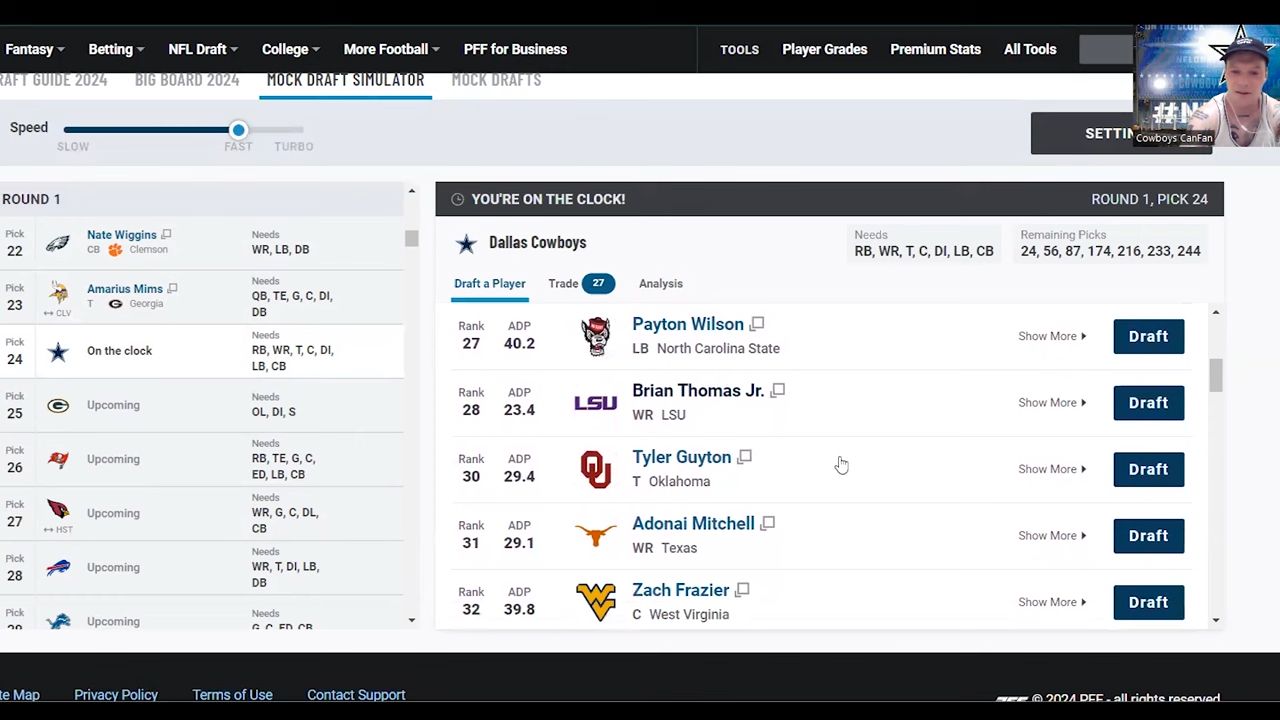 Fantasy Betting NFL Draft College More Football PFF for Business TOOLS Player Grades Premium Stats All Tools
RAFT GUIDE 2024 BIG BOARD 2024 MOCK DRAFT SIMULATOR MOCK DRAFTS
Speed
SLOW FAST TURBO
SETTIN
#N
Cowboys CanFan
ROUND 1
Pick
22
Nate Wiggins
CB Clemson
Needs
WR, LB, DB
Pick
23
CLV
Amarius Mims
T Georgia
Needs
QB, TE, G, C, DI,
DB
Pick
24
On the clock
Needs
RB, WR, T, C, DI,
LB, CB
Pick
25
Upcoming
Needs
OL, DI, S
Pick
26
Upcoming
Needs
RB, TE, G, C,
ED, LB, CB
Pick
27
HST
Upcoming
Needs
WR, G, C, DL,
CB
Pick
28
Upcoming
Needs
WR, T, DI, LB,
DB
Pick
29
Upcoming
Needs
G, C, ED, CB
YOU'RE ON THE CLOCK! ROUND 1, PICK 24
Dallas Cowboys
Needs
RB, WR, T, C, DI, LB, CB
Remaining Picks
24, 56, 87, 174, 216, 233, 244
Draft a Player Trade 27 Analysis
Rank
27
ADP
40.2
Payton Wilson
LB North Carolina State
Show More
Draft
Rank
28
ADP
23.4
LSU
Brian Thomas Jr.
WR LSU
Show More
Draft
Rank
30
ADP
29.4
Tyler Guyton
T Oklahoma
Show More
Draft
Rank
31
ADP
29.1
Adonai Mitchell
WR Texas
Show More
Draft
Rank
32
ADP
39.8
Zach Frazier
C West Virginia
Show More
Draft
te Map Privacy Policy Terms of Use Contact Support
PFF © 2024 PFF - all rights reserved